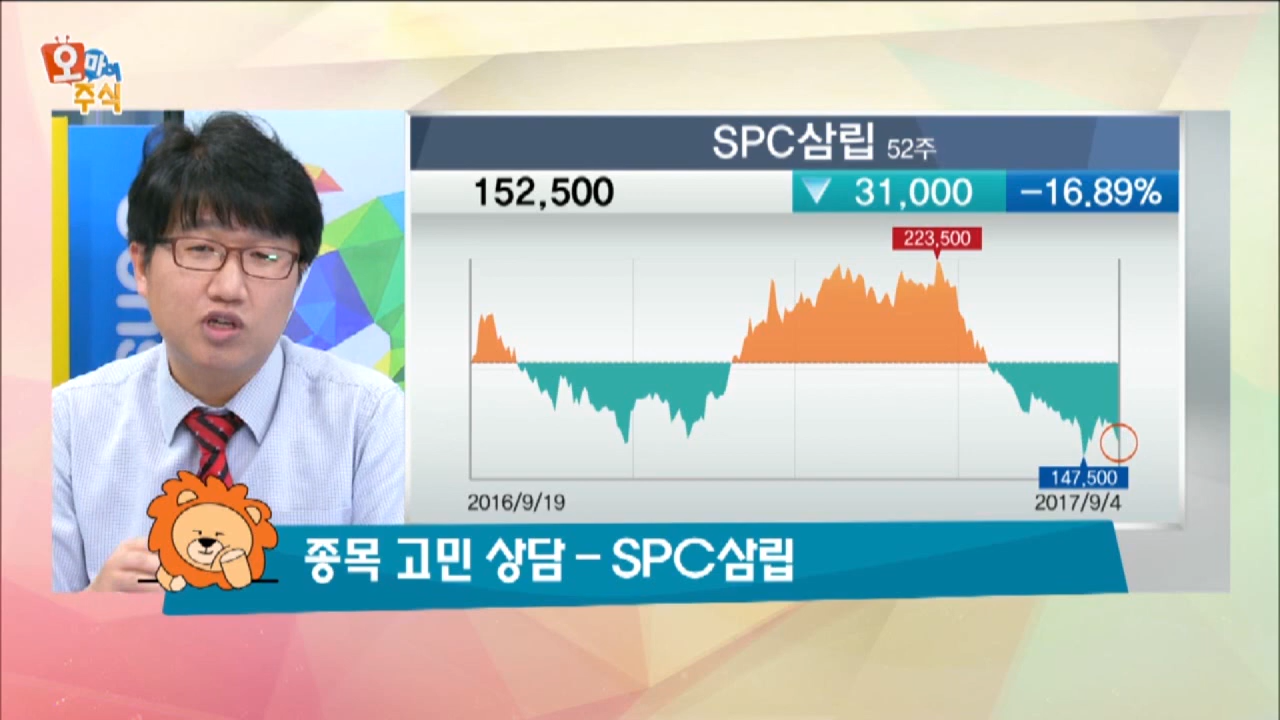 오마이
주식
SPC삼립 52주
152,500 ▼ 31,000 −16.89%
223,500
147,500
2016/9/19 2017/9/4
종목 고민 상담 – SPC삼립